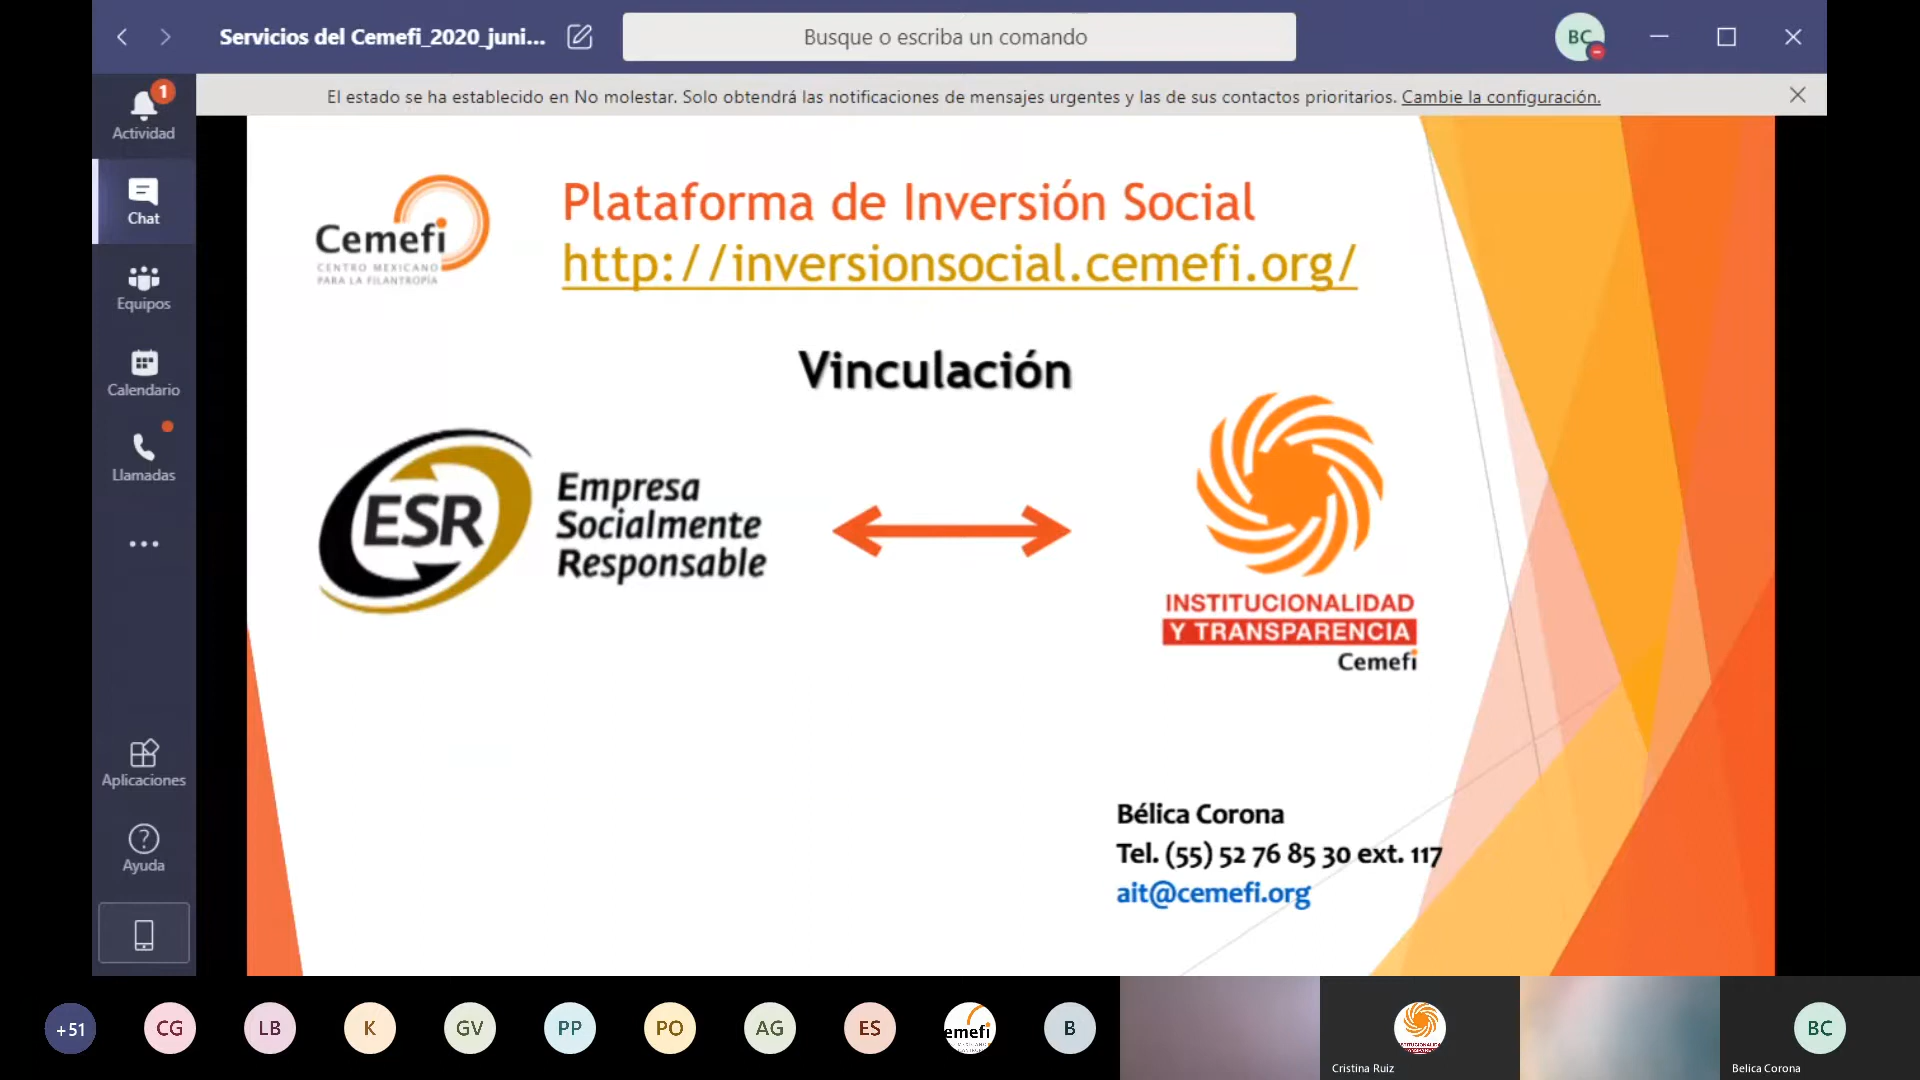 Servicios del Cemefi_2020_juni...
Busque o escriba un comando
BC
El estado se ha establecido en No molestar. Solo obtendrá las notificaciones de mensajes urgentes y las de sus contactos prioritarios. Cambie la configuración.
1
Actividad
Chat
Equipos
Calendario
Llamadas
Aplicaciones
Ayuda
Cemefi
CENTRO MEXICANO
PARA LA FILANTROPÍA
Plataforma de Inversión Social
http://inversionsocial.cemefi.org/
Vinculación
ESR
Empresa
Socialmente
Responsable
INSTITUCIONALIDAD
Y TRANSPARENCIA
Cemefi
Bélica Corona
Tel. (55) 52 76 85 30 ext. 117
ait@cemefi.org
+51
CG
LB
K
GV
PP
PO
AG
ES
emefi
B
Cristina Ruiz
BC
Belica Corona